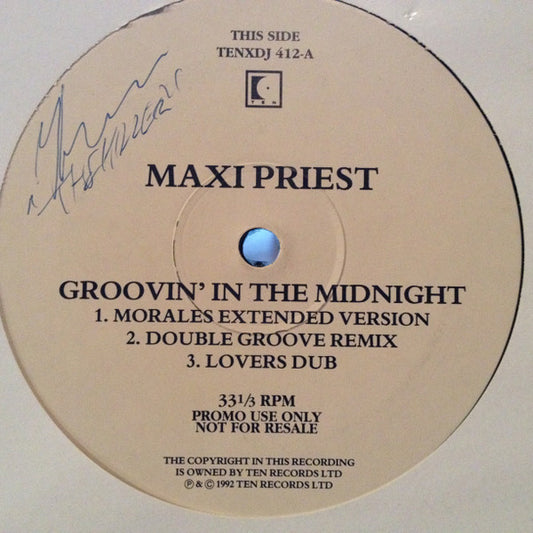 THIS SIDE
TENXDJ 412-A
TEN
MAXI PRIEST
GROOVIN' IN THE MIDNIGHT
1. MORALES EXTENDED VERSION
2. DOUBLE GROOVE REMIX
3. LOVERS DUB
33 1/3 RPM
PROMO USE ONLY
NOT FOR RESALE
THE COPYRIGHT IN THIS RECORDING
IS OWNED BY TEN RECORDS LTD
℗ & © 1992 TEN RECORDS LTD